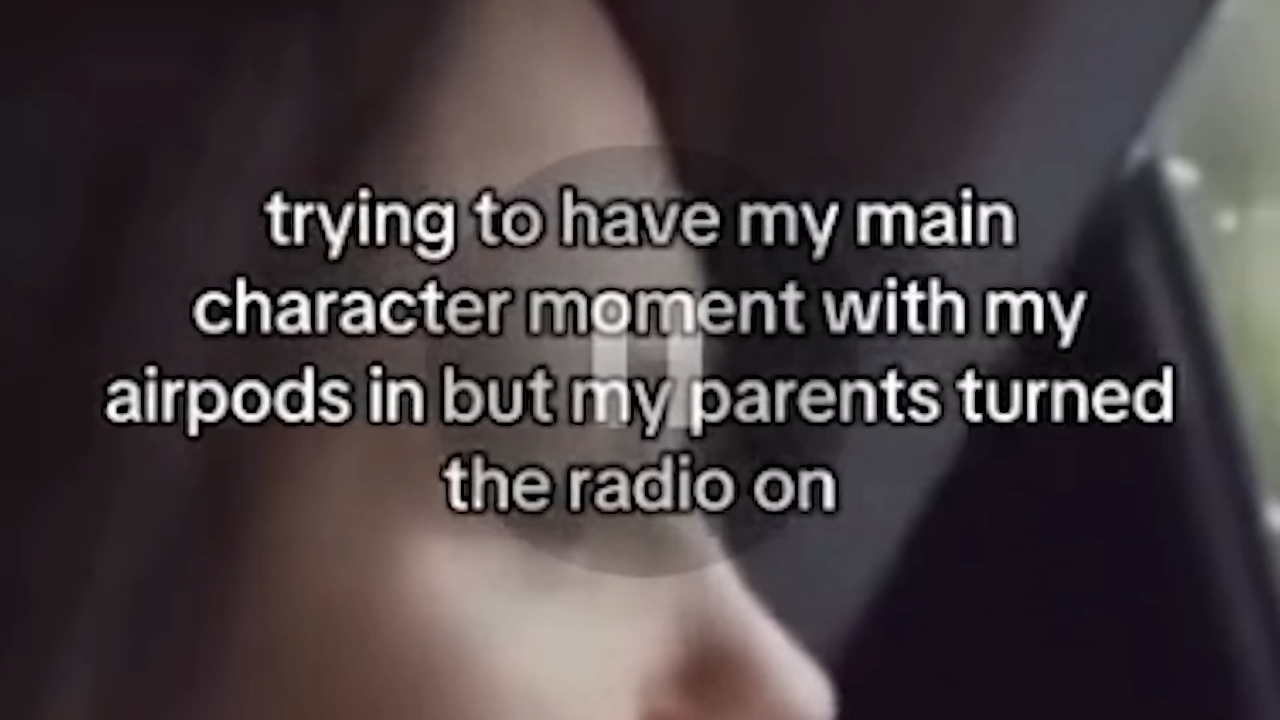 trying to have my main
character moment with my
airpods in but my parents turned
the radio on